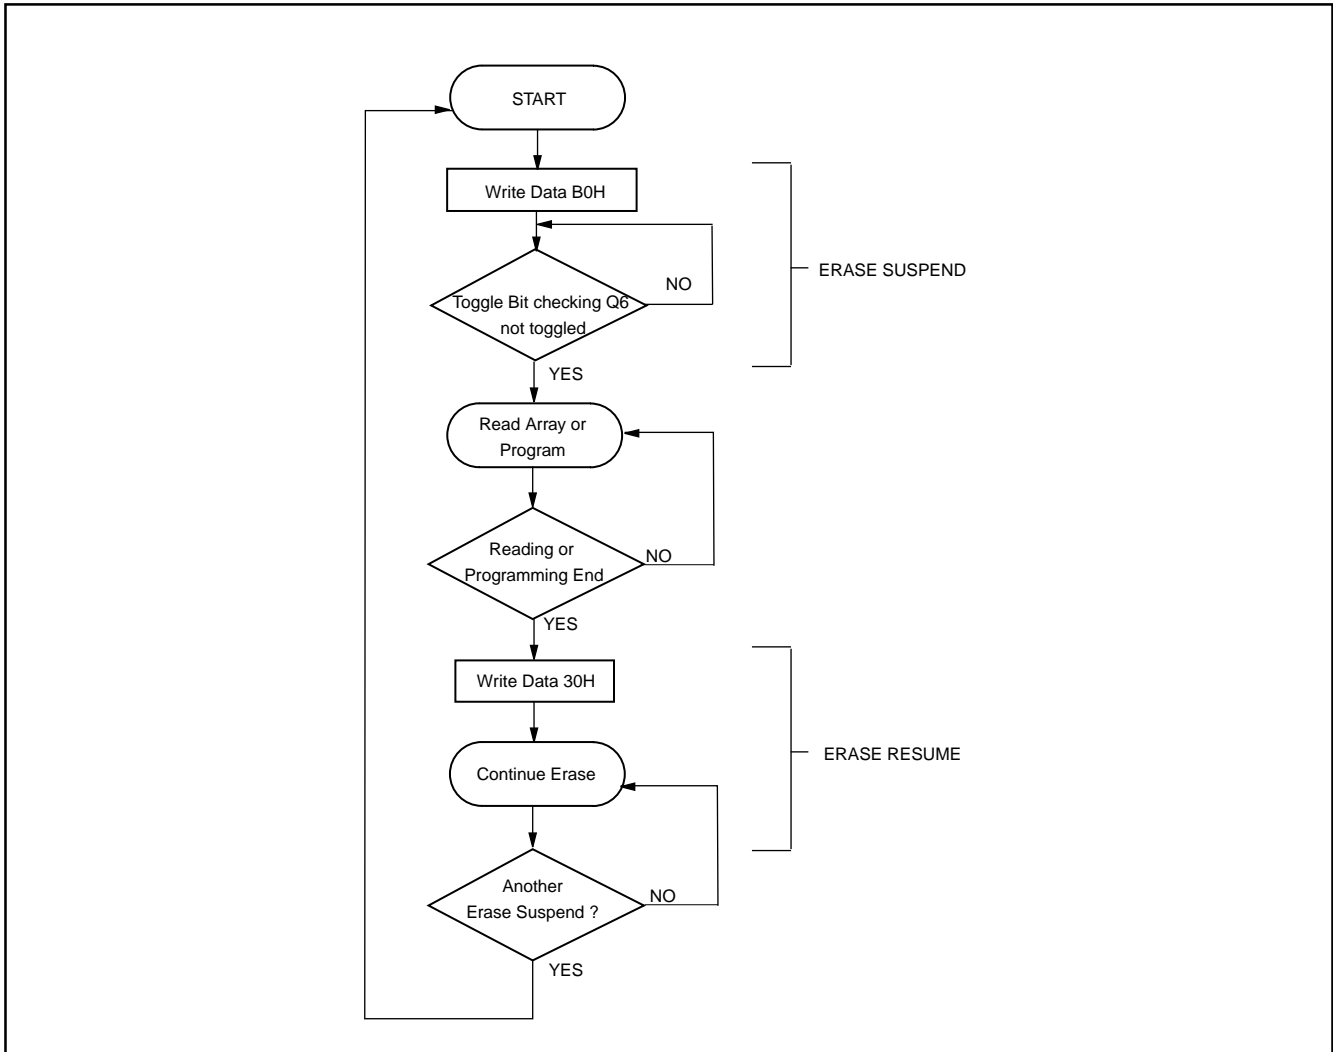 START
Write Data B0H
ERASE SUSPEND
NO
Toggle Bit checking Q6
not toggled
YES
Read Array or
Program
Reading or
NO
Programming End
YES
Write Data 30H
ERASE RESUME
Continue Erase
Another
NO
Erase Suspend ?
YES